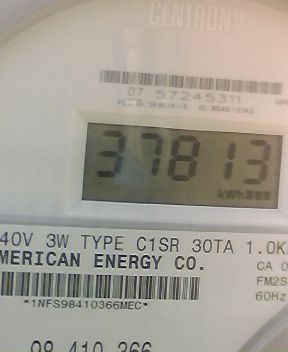 CENTRON
07 57245311
37813
kWh
40V 3W TYPE C1SR 30TA 1.0K
MERICAN ENERGY CO.
CA 0
FM2S
60Hz
*1NFS98410366MEC*
98 410 366